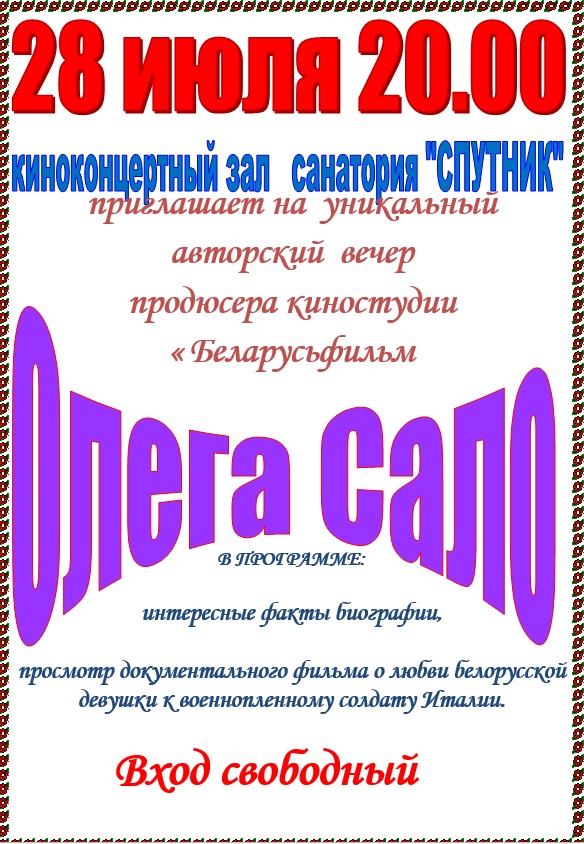 28 июля 20.00
киноконцертный зал санатория "СПУТНИК"
приглашает на уникальный
авторский вечер
продюсера киностудии
« Беларусьфильм
Олега Сало
В ПРОГРАММЕ:
интересные факты биографии,
просмотр документального фильма о любви белорусской
девушки к военнопленному солдату Италии.
Вход свободный